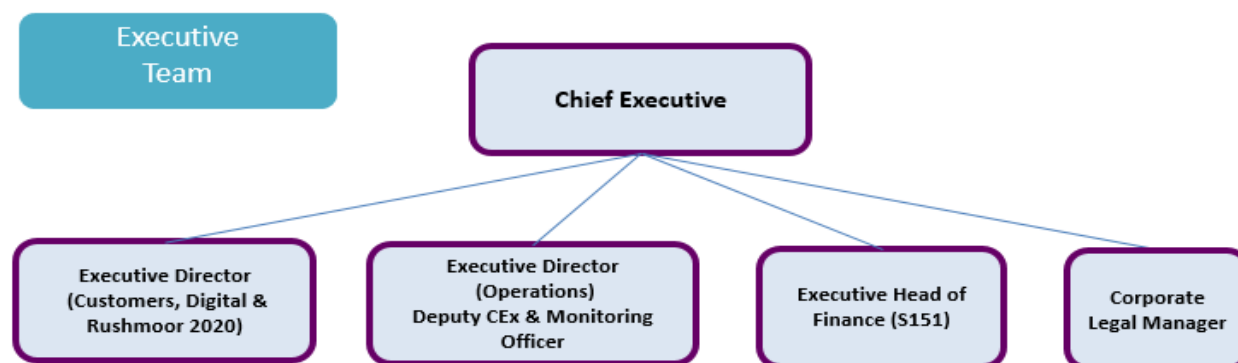 Executive
Team
Chief Executive
Executive Director
(Customers, Digital &
Rushmoor 2020)
Executive Director
(Operations)
Deputy CEx & Monitoring
Officer
Executive Head of
Finance (S151)
Corporate
Legal Manager